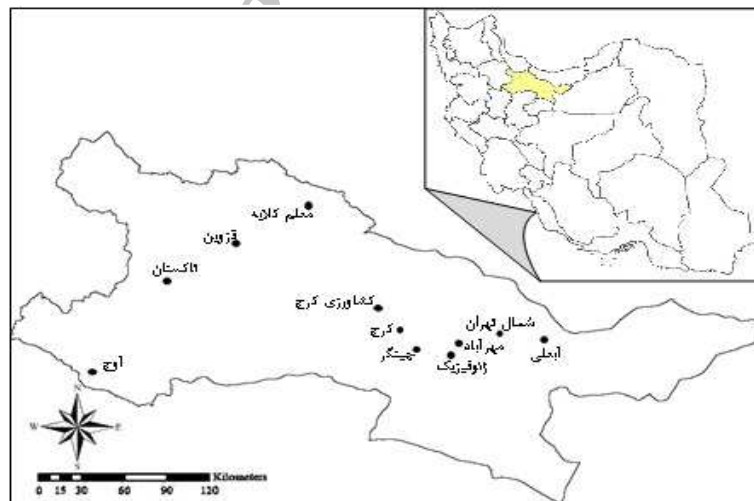 معلم کلایه
قزوین
تاکستان
کشاورزی کرج
شمال تهران
کرج
مهرآباد
آبعلی
چیتگر
ژئوفیزیک
آوج
N
W E
S
Kilometers
0 15 30 60 90 120